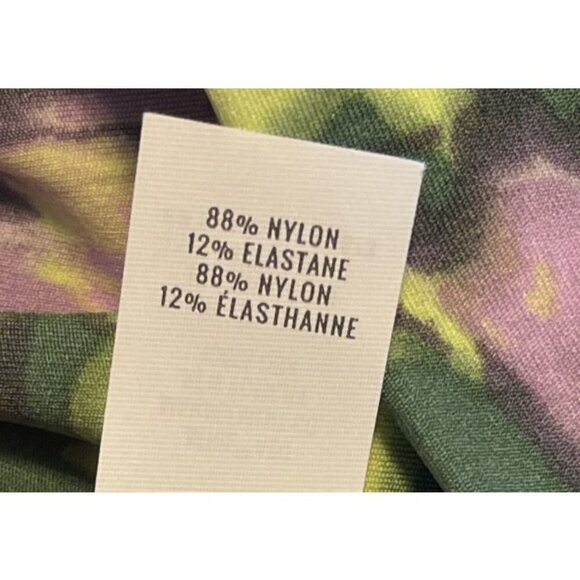 88% NYLON
12% ELASTANE
88% NYLON
12% ÉLASTHANNE